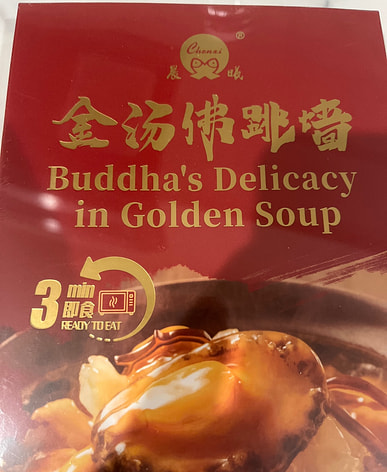 Chenxi
®
晨 曦
金汤佛跳墙
Buddha's Delicacy
in Golden Soup
3 min
即食
READY TO EAT